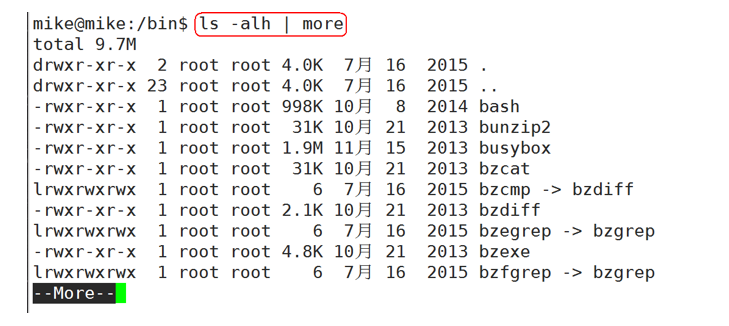 mike@mike:/bin$ ls -alh | more
total 9.7M
drwxr-xr-x  2 root root 4.0K  7月 16  2015 .
drwxr-xr-x 23 root root 4.0K  7月 16  2015 ..
-rwxr-xr-x  1 root root 998K 10月  8  2014 bash
-rwxr-xr-x  1 root root  31K 10月 21  2013 bunzip2
-rwxr-xr-x  1 root root 1.9M 11月 15  2013 busybox
-rwxr-xr-x  1 root root  31K 10月 21  2013 bzcat
lrwxrwxrwx  1 root root    6  7月 16  2015 bzcmp -> bzdiff
-rwxr-xr-x  1 root root 2.1K 10月 21  2013 bzdiff
lrwxrwxrwx  1 root root    6  7月 16  2015 bzegrep -> bzgrep
-rwxr-xr-x  1 root root 4.8K 10月 21  2013 bzexe
lrwxrwxrwx  1 root root    6  7月 16  2015 bzfgrep -> bzgrep
--More--